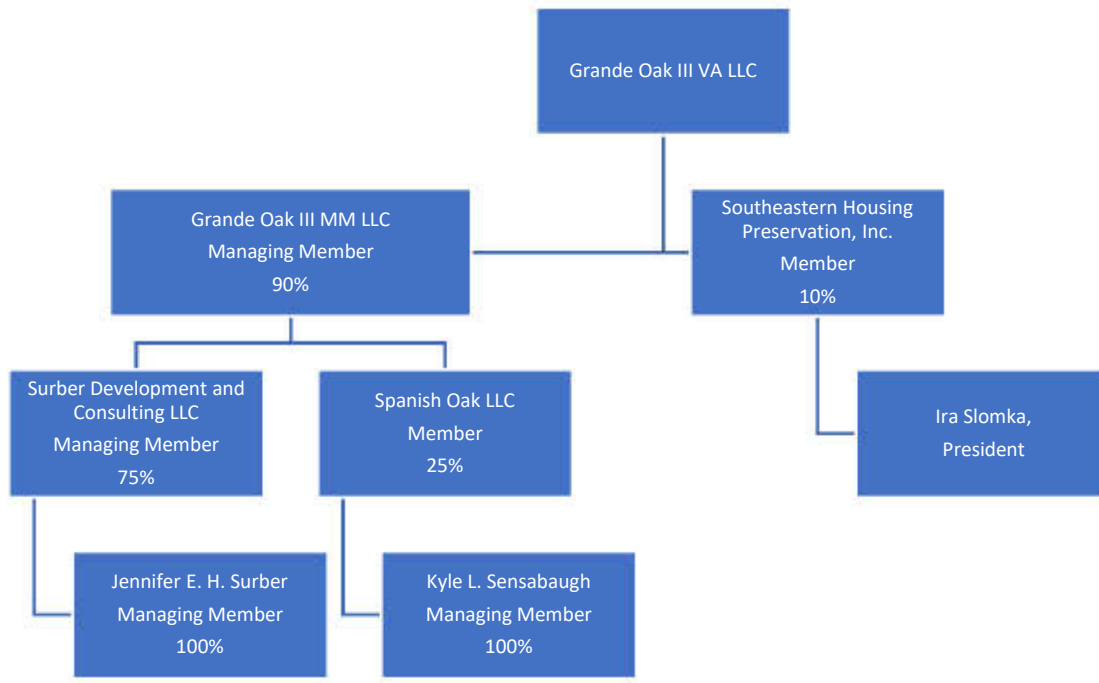 Grande Oak III VA LLC
Grande Oak III MM LLC
Managing Member
90%
Southeastern Housing
Preservation, Inc.
Member
10%
Surber Development and
Consulting LLC
Managing Member
75%
Spanish Oak LLC
Member
25%
Ira Slomka,
President
Jennifer E. H. Surber
Managing Member
100%
Kyle L. Sensabaugh
Managing Member
100%